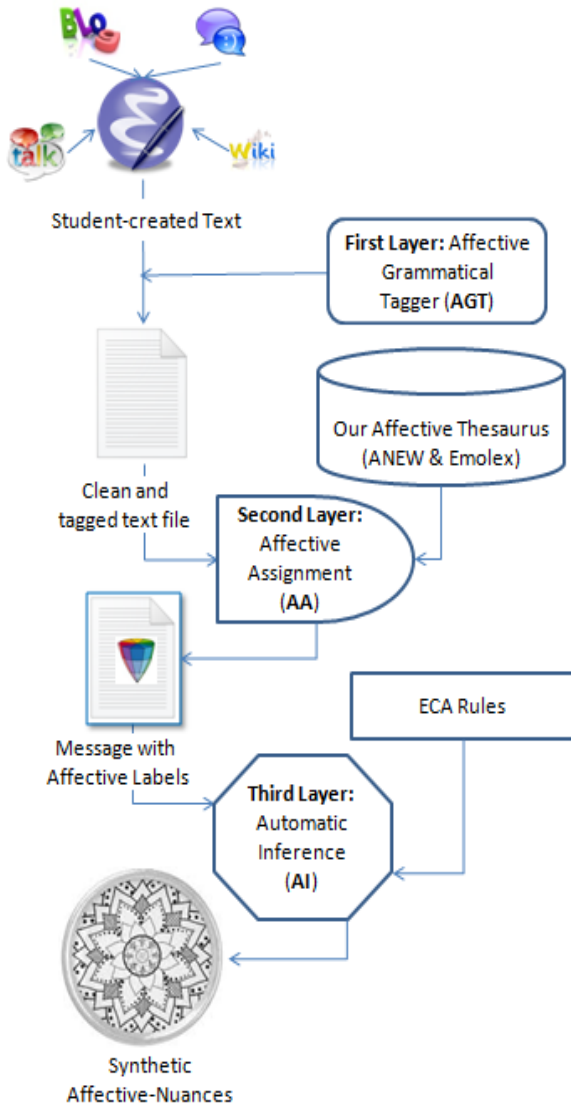 BLOG
talk
Wiki
Student-created Text
First Layer: Affective
Grammatical
Tagger (AGT)
Our Affective Thesaurus
(ANEW & Emolex)
Clean and
tagged text file
Second Layer:
Affective
Assignment
(AA)
ECA Rules
Message with
Affective Labels
Third Layer:
Automatic
Inference
(AI)
Synthetic
Affective-Nuances